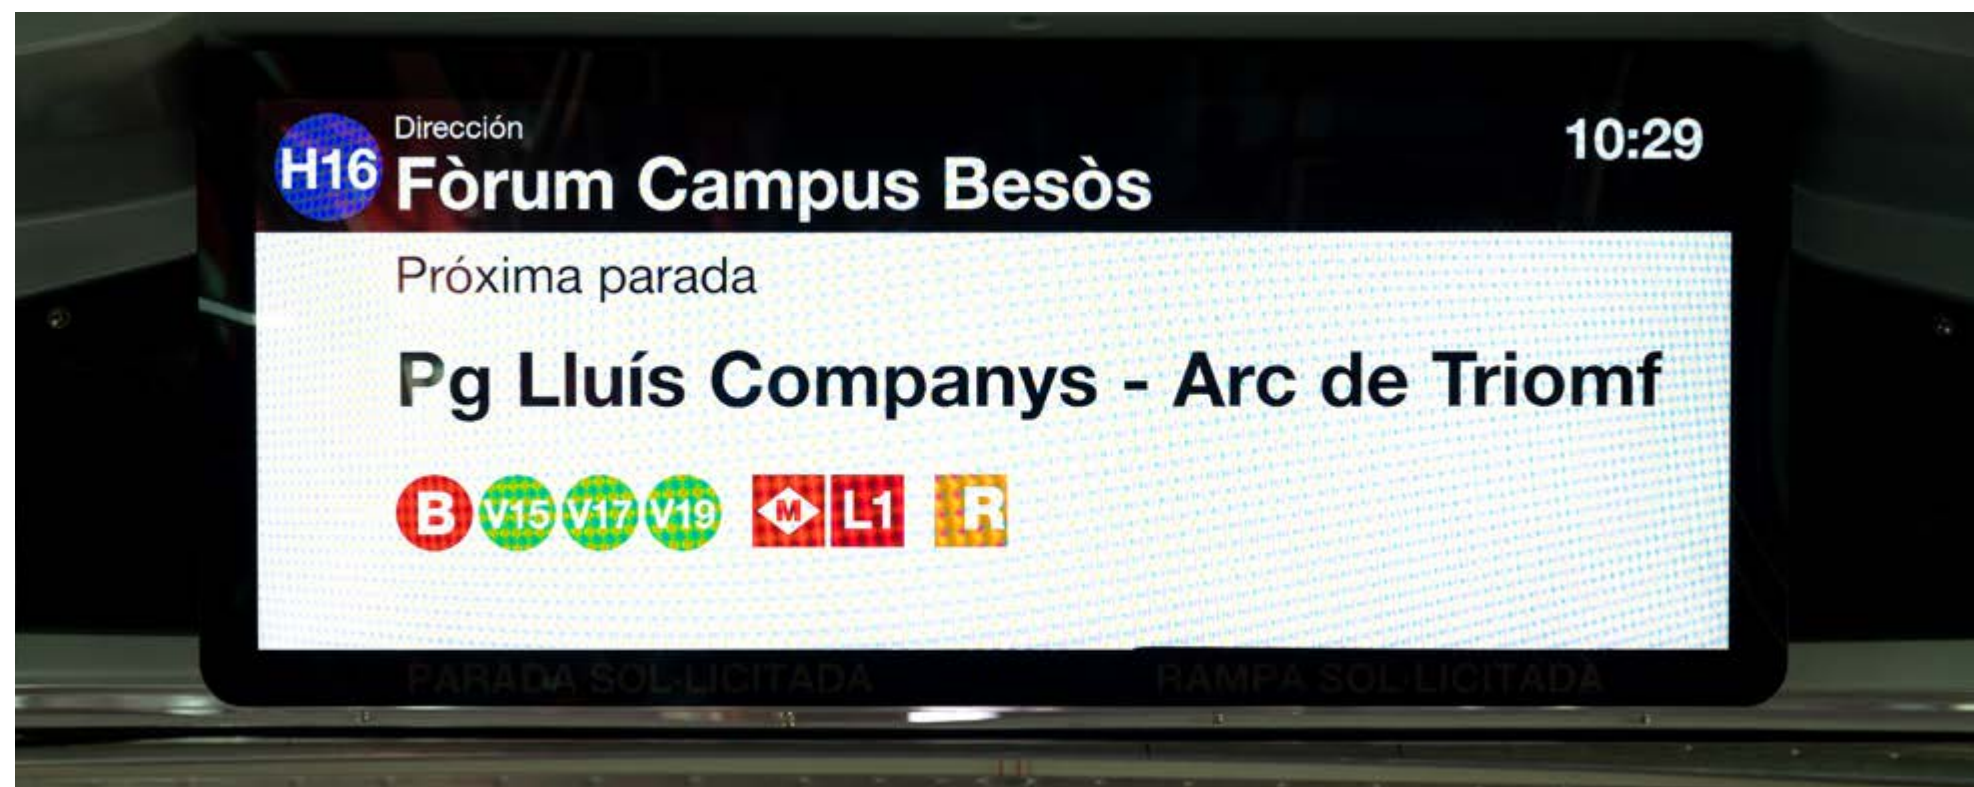 H16 Dirección 10:29
Fòrum Campus Besòs
Próxima parada
Pg Lluís Companys - Arc de Triomf
B V15 V17 V19 M L1 R
PARADA SOL·LICITADA RAMPA SOL·LICITADA